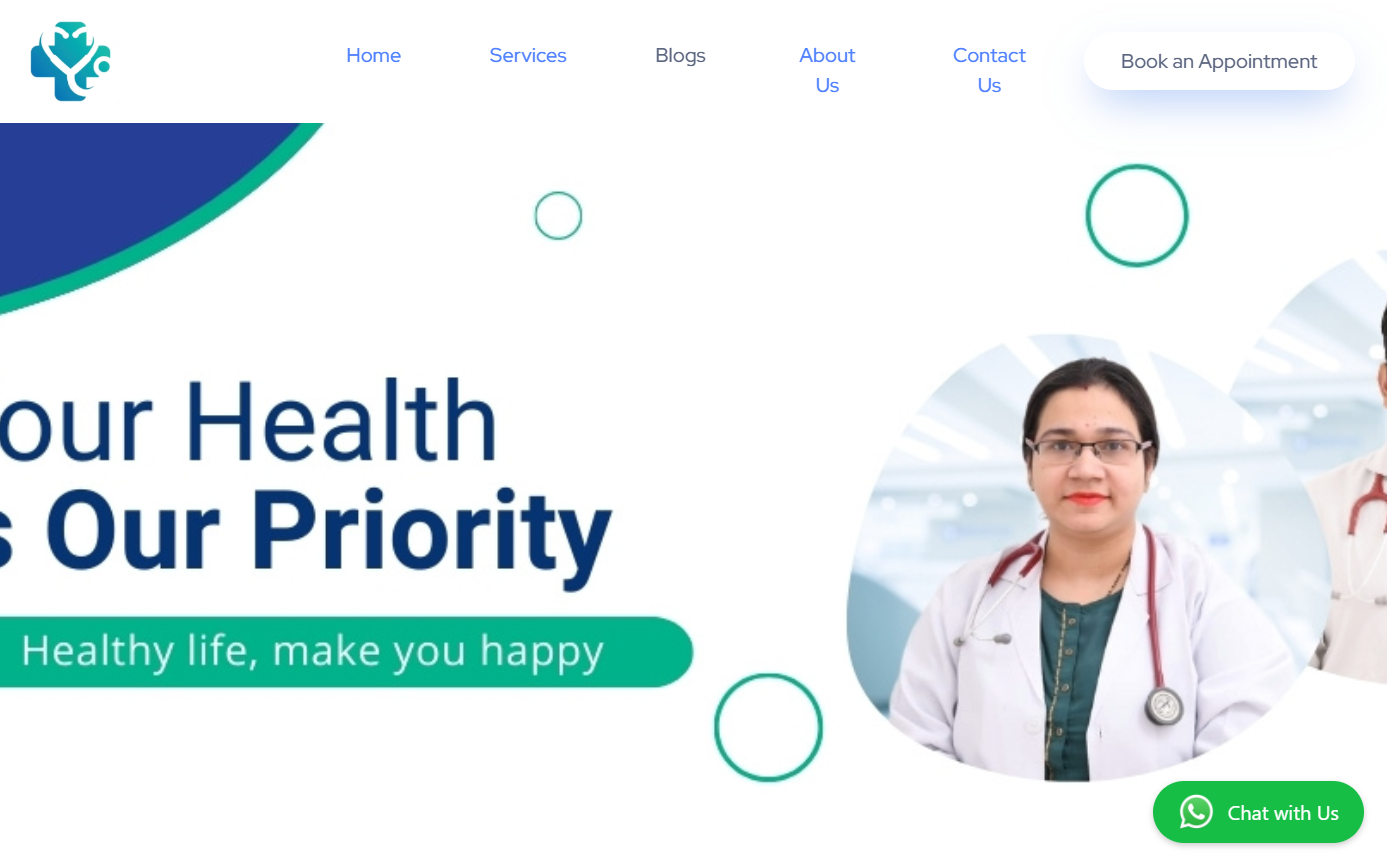 Home
Services
Blogs
About
Us
Contact
Us
Book an Appointment
our Health
s Our Priority
Healthy life, make you happy
Chat with Us